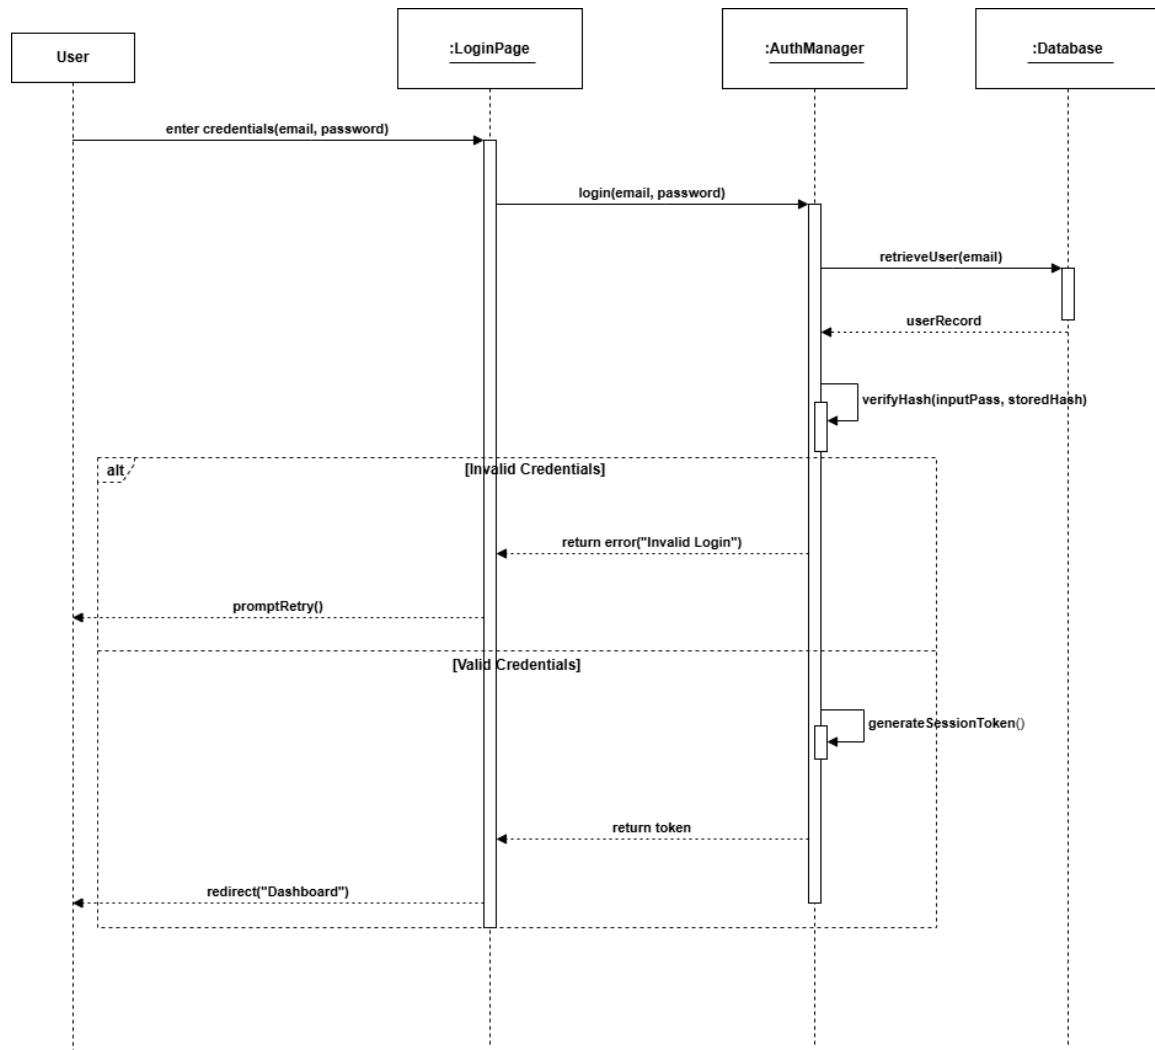 User
:LoginPage
:AuthManager
:Database
enter credentials(email, password)
login(email, password)
retrieveUser(email)
userRecord
verifyHash(inputPass, storedHash)
alt
[Invalid Credentials]
return error("Invalid Login")
promptRetry()
[Valid Credentials]
generateSessionToken()
return token
redirect("Dashboard")